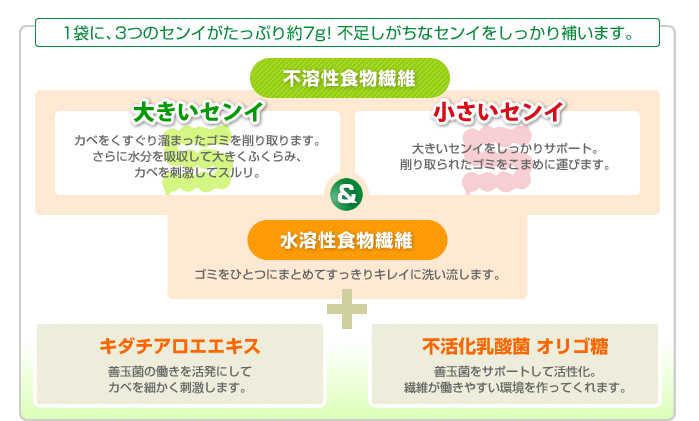 1袋に、3つのセンイがたっぷり約7g! 不足しがちなセンイをしっかり補います。
不溶性食物繊維
大きいセンイ
カベをくすぐり溜まったゴミを削り取ります。
さらに水分を吸収して大きくふくらみ、
カベを刺激してスルリ。
小さいセンイ
大きいセンイをしっかりサポート。
削り取られたゴミをこまめに運びます。
&
水溶性食物繊維
ゴミをひとつにまとめてすっきりキレイに洗い流します。
+
キダチアロエエキス
善玉菌の働きを活発にして
カベを細かく刺激します。
不活化乳酸菌 オリゴ糖
善玉菌をサポートして活性化。
繊維が働きやすい環境を作ってくれます。